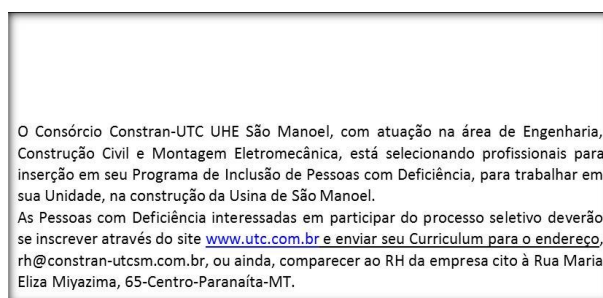 O Consórcio Constran-UTC UHE São Manoel, com atuação na área de Engenharia,
Construção Civil e Montagem Eletromecânica, está selecionando profissionais para
inserção em seu Programa de Inclusão de Pessoas com Deficiência, para trabalhar em
sua Unidade, na construção da Usina de São Manoel.
As Pessoas com Deficiência interessadas em participar do processo seletivo deverão
se inscrever através do site www.utc.com.br e enviar seu Curriculum para o endereço,
rh@constran-utcsm.com.br, ou ainda, comparecer ao RH da empresa cito à Rua Maria
Eliza Miyazima, 65-Centro-Paranaíta-MT.